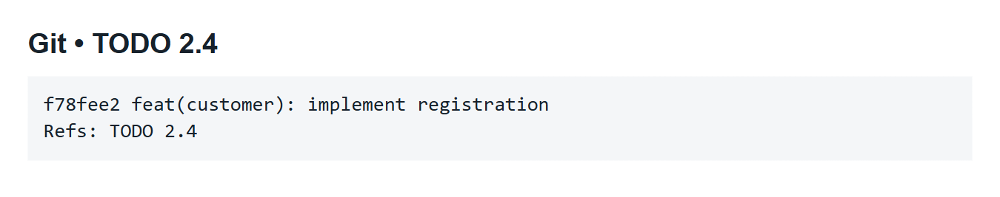 Git • TODO 2.4
f78fee2 feat(customer): implement registration
Refs: TODO 2.4